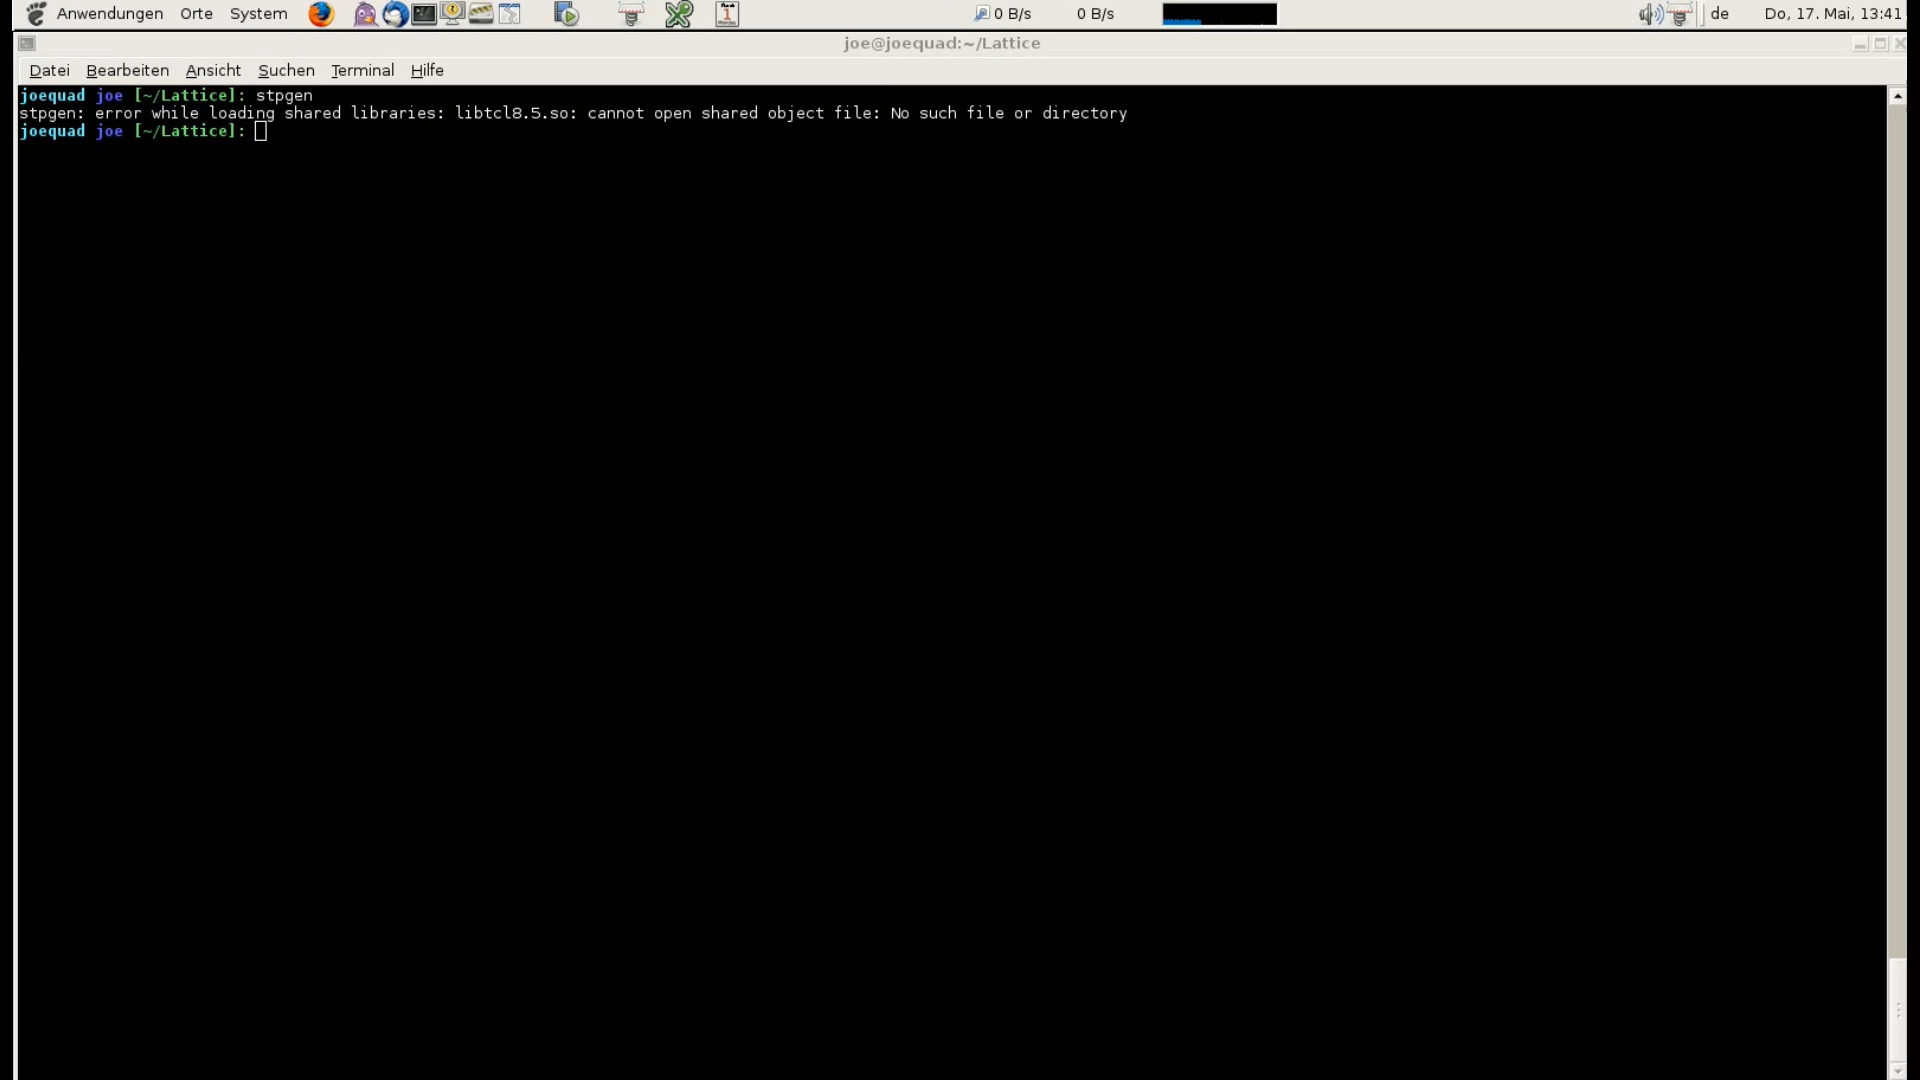 Anwendungen Orte System 0 B/s 0 B/s de Do, 17. Mai, 13:41
joe@joequad:~/Lattice
Datei Bearbeiten Ansicht Suchen Terminal Hilfe
joequad joe [~/Lattice]: stpgen
stpgen: error while loading shared libraries: libtcl8.5.so: cannot open shared object file: No such file or directory
joequad joe [~/Lattice]: